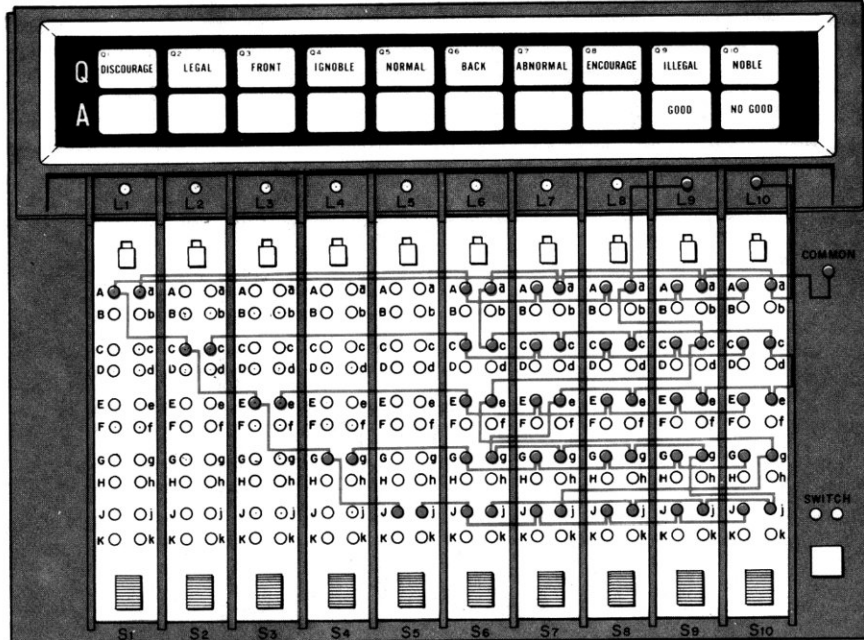 Q1 Q2 Q3 Q4 Q5 Q6 Q7 Q8 Q9 Q10
Q DISCOURAGE LEGAL FRONT IGNOBLE NORMAL BACK ABNORMAL ENCOURAGE ILLEGAL NOBLE
A GOOD NO GOOD
L1 L2 L3 L4 L5 L6 L7 L8 L9 L10
COMMON
A a A a A a A a A a A a A a A a A a A a
B b B b B b B b B b B b B b B b B b B b
C c C c C c C c C c C c C c C c C c C c
D d D d D d D d D d D d D d D d D d D d
E e E e E e E e E e E e E e E e E e E e
F f F f F f F f F f F f F f F f F f F f
G g G g G g G g G g G g G g G g G g G g
H h H h H h H h H h H h H h H h H h H h
SWITCH
J j J j J j J j J j J j J j J j J j J j
K k K k K k K k K k K k K k K k K k K k
S1 S2 S3 S4 S5 S6 S7 S8 S9 S10